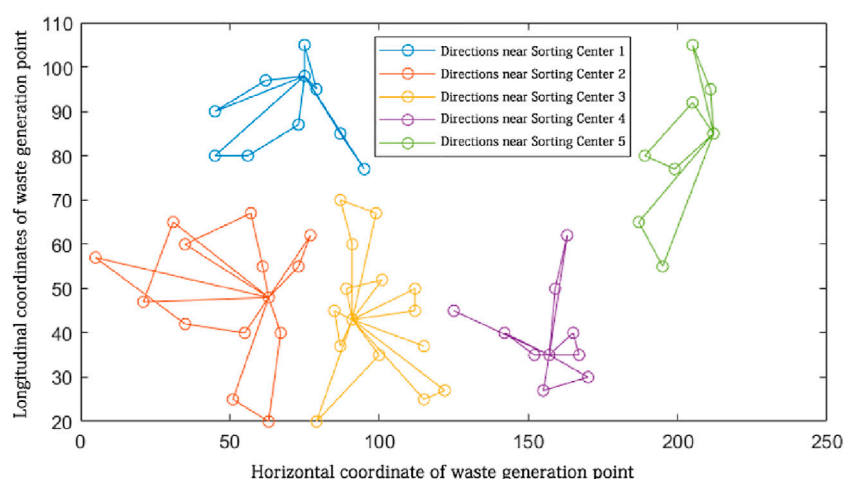 110
100
90
80
70
60
50
40
30
20
0 50 100 150 200 250
Longitudinal coordinates of waste generation point
Horizontal coordinate of waste generation point
Directions near Sorting Center 1
Directions near Sorting Center 2
Directions near Sorting Center 3
Directions near Sorting Center 4
Directions near Sorting Center 5